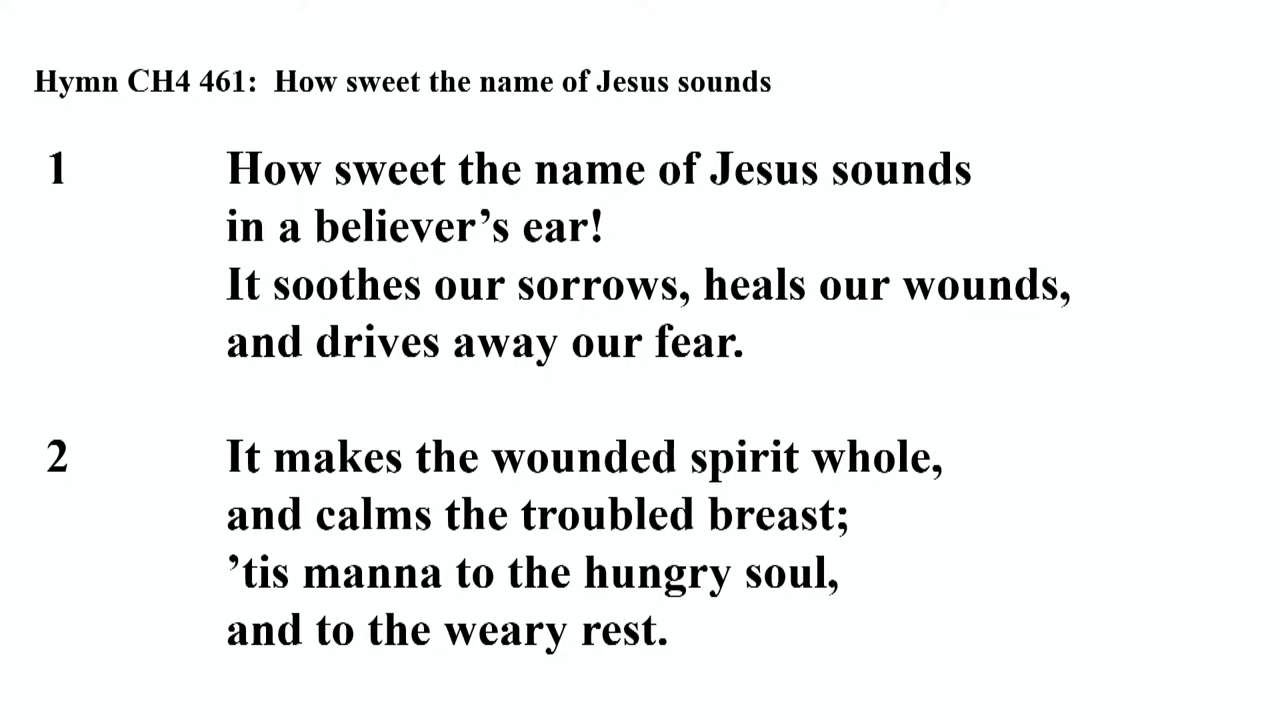 Hymn CH4 461:  How sweet the name of Jesus sounds
1 How sweet the name of Jesus sounds
in a believer’s ear!
It soothes our sorrows, heals our wounds,
and drives away our fear.
2 It makes the wounded spirit whole,
and calms the troubled breast;
’tis manna to the hungry soul,
and to the weary rest.